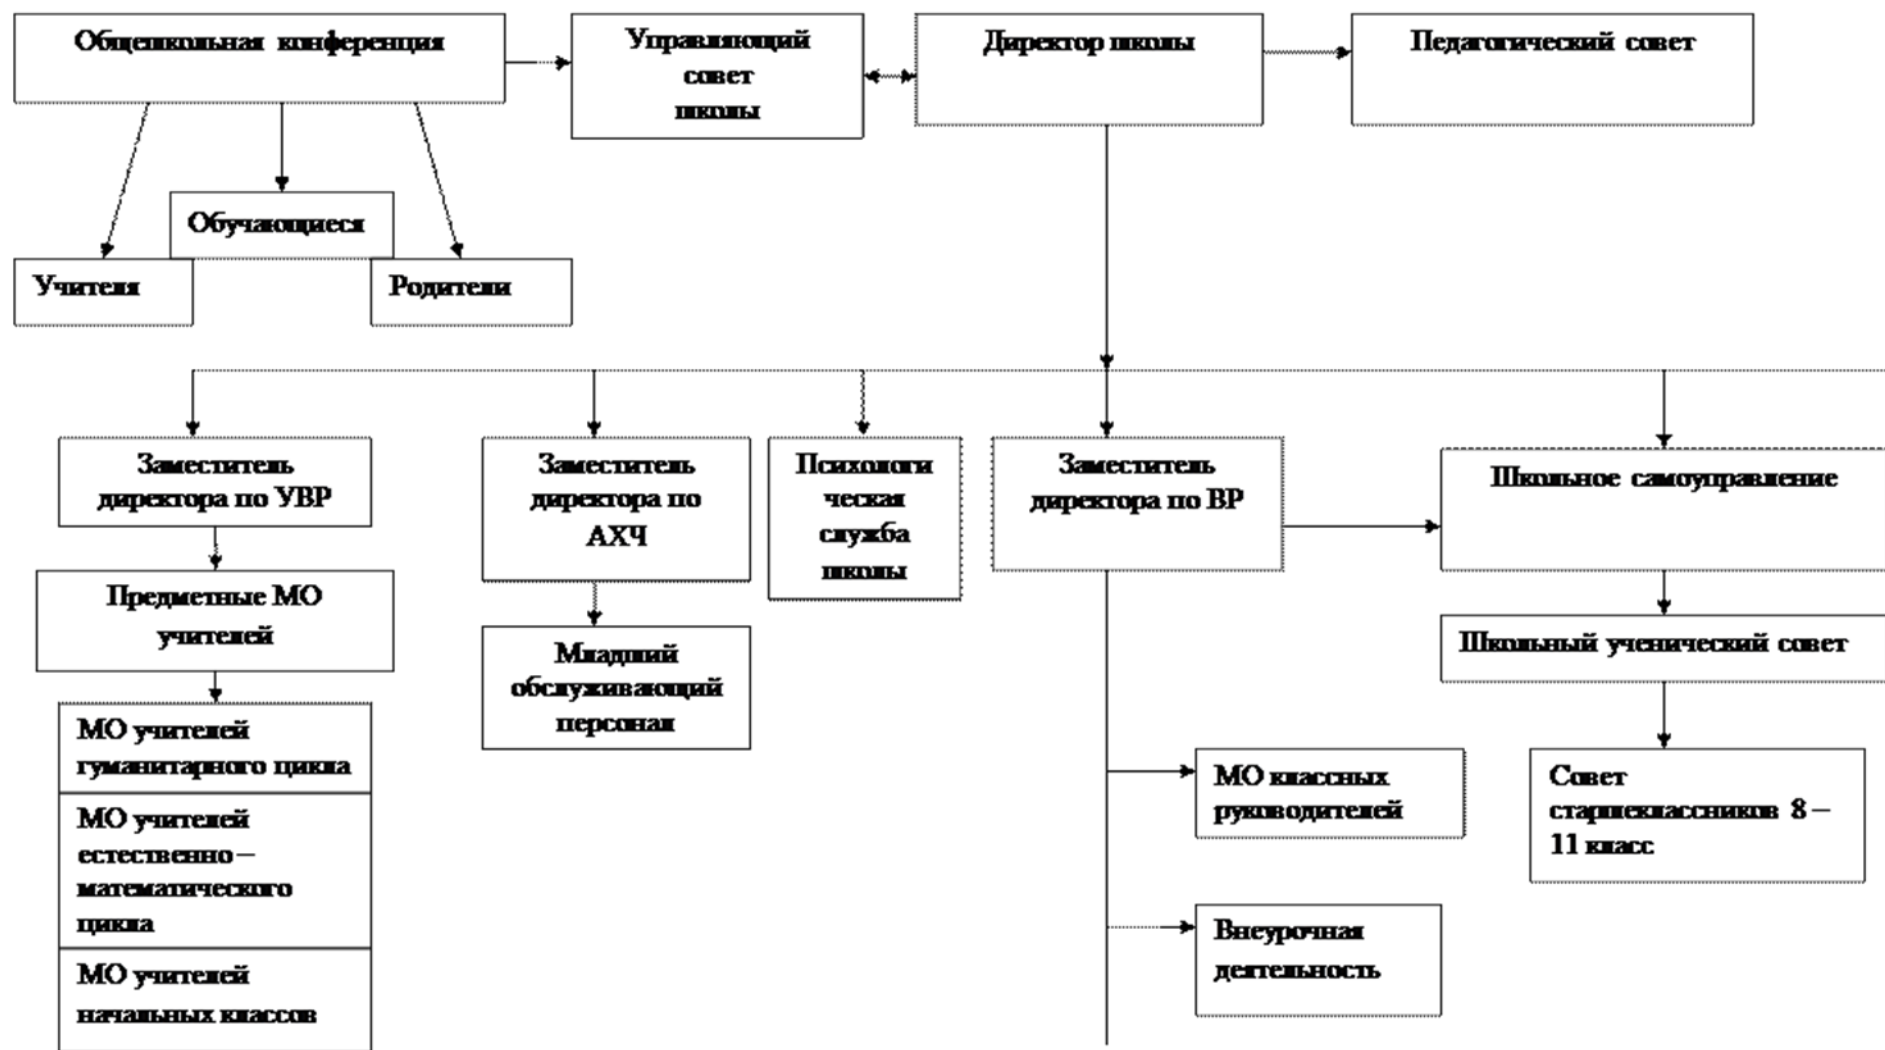 Общешкольная конференция
Управляющий
совет
школы
Директор школы
Педагогический совет
Обучающиеся
Учителя
Родители
Заместитель
директора по УВР
Заместитель
директора по
АХЧ
Психологи
ческая
служба
школы
Заместитель
директора по ВР
Школьное самоуправление
Предметные МО
учителей
Младший
обслуживающий
персонал
Школьный ученический совет
МО учителей
гуманитарного цикла
МО учителей
естественно –
математического
цикла
МО учителей
начальных классов
МО классных
руководителей
Совет
старшеклассников 8 –
11 класс
Внеурочная
деятельность